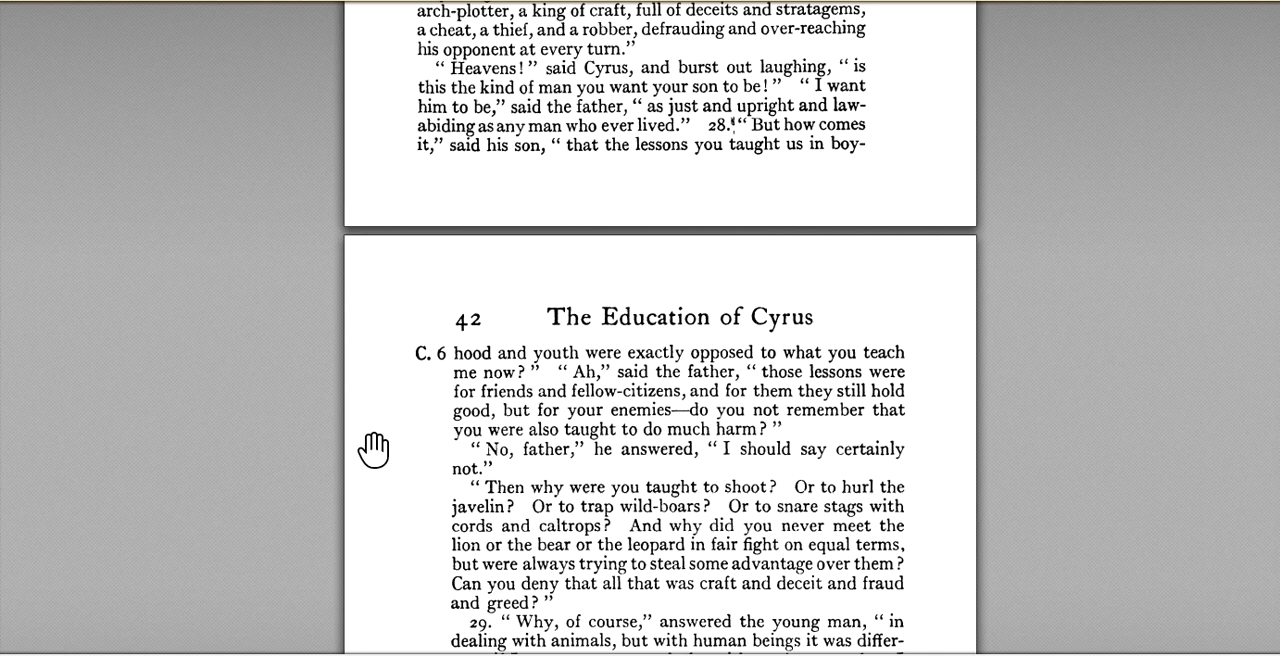 arch-plotter, a king of craft, full of deceits and stratagems,
a cheat, a thief, and a robber, defrauding and over-reaching
his opponent at every turn.”
“ Heavens! ” said Cyrus, and burst out laughing, “ is
this the kind of man you want your son to be! ” “ I want
him to be,” said the father, “ as just and upright and law-
abiding as any man who ever lived.” 28. “ But how comes
it,” said his son, “ that the lessons you taught us in boy-
42 The Education of Cyrus
C. 6 hood and youth were exactly opposed to what you teach
me now? ” “ Ah,” said the father, “ those lessons were
for friends and fellow-citizens, and for them they still hold
good, but for your enemies—do you not remember that
you were also taught to do much harm? ”
“ No, father,” he answered, “ I should say certainly
not.”
“ Then why were you taught to shoot? Or to hurl the
javelin? Or to trap wild-boars? Or to snare stags with
cords and caltrops? And why did you never meet the
lion or the bear or the leopard in fair fight on equal terms,
but were always trying to steal some advantage over them?
Can you deny that all that was craft and deceit and fraud
and greed? ”
29. “ Why, of course,” answered the young man, “ in
dealing with animals, but with human beings it was differ-